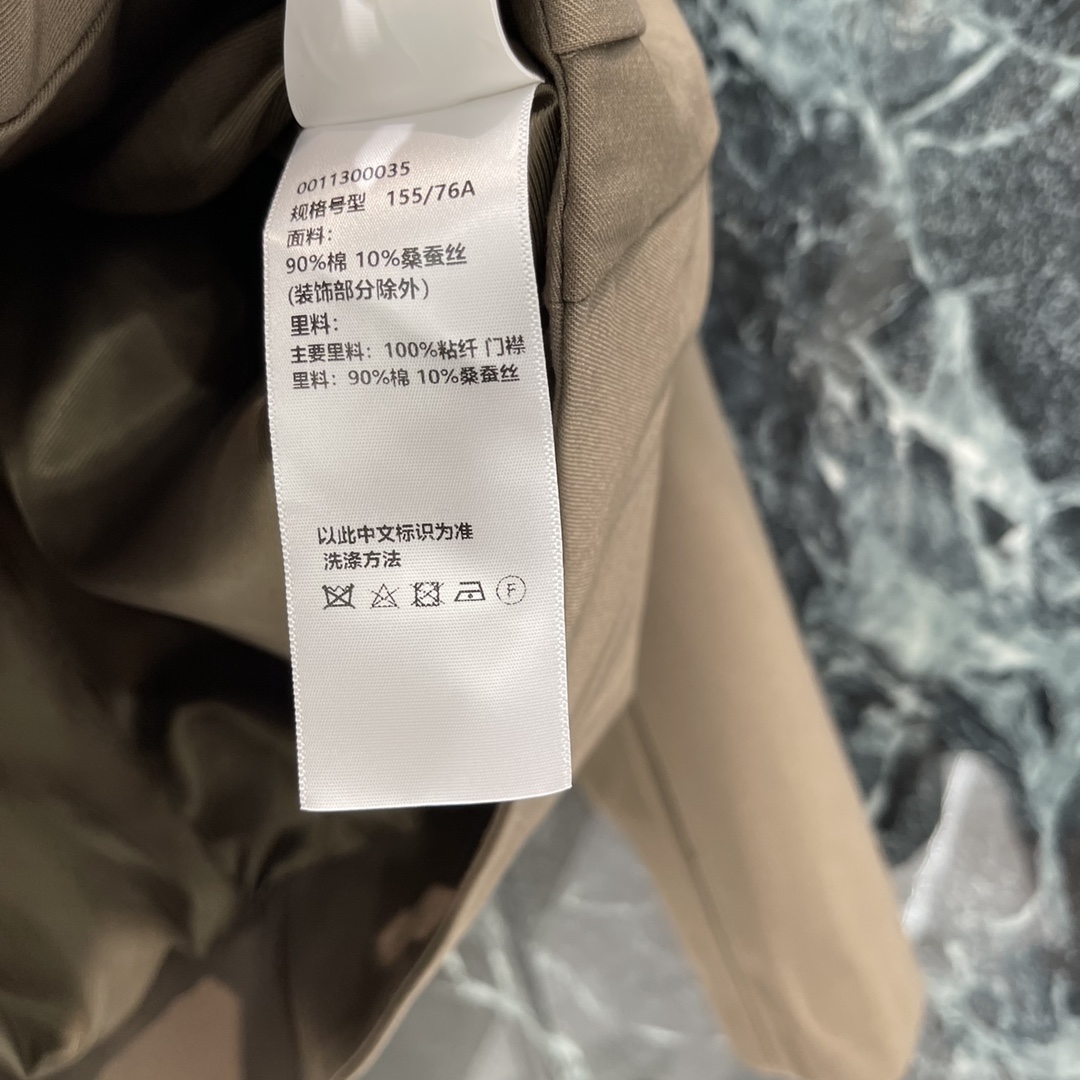 0011300035
规格号型 155/76A
面料：
90%棉 10%桑蚕丝
(装饰部分除外)
里料：
主要里料：100%粘纤 门襟
里料：90%棉 10%桑蚕丝
以此中文标识为准
洗涤方法
F